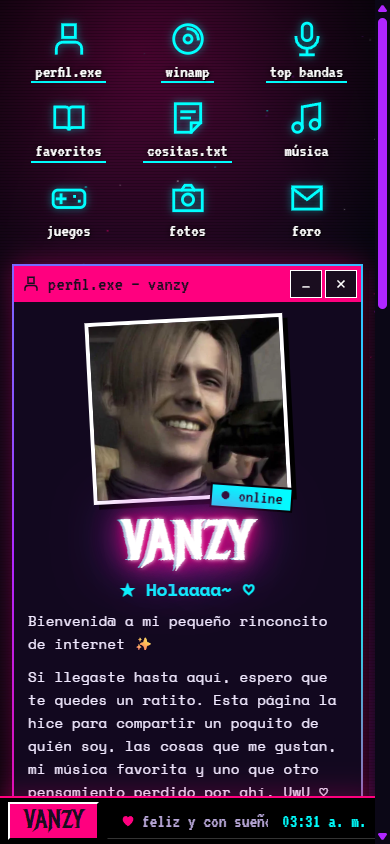 perfil.exe winamp top bandas
favoritos cositas.txt música
juegos fotos foro
perfil.exe — vanzy
online
VANZY
★ Holaaaa~ ♡
Bienvenid@ a mi pequeño rinconcito
de internet ✨
Si llegaste hasta aquí, espero que
te quedes un ratito. Esta página la
hice para compartir un poquito de
quién soy, las cosas que me gustan,
mi música favorita y uno que otro
pensamiento perdido por ahí. UwU ♡
VANZY ♥ feliz y con sueño 03:31 a. m.